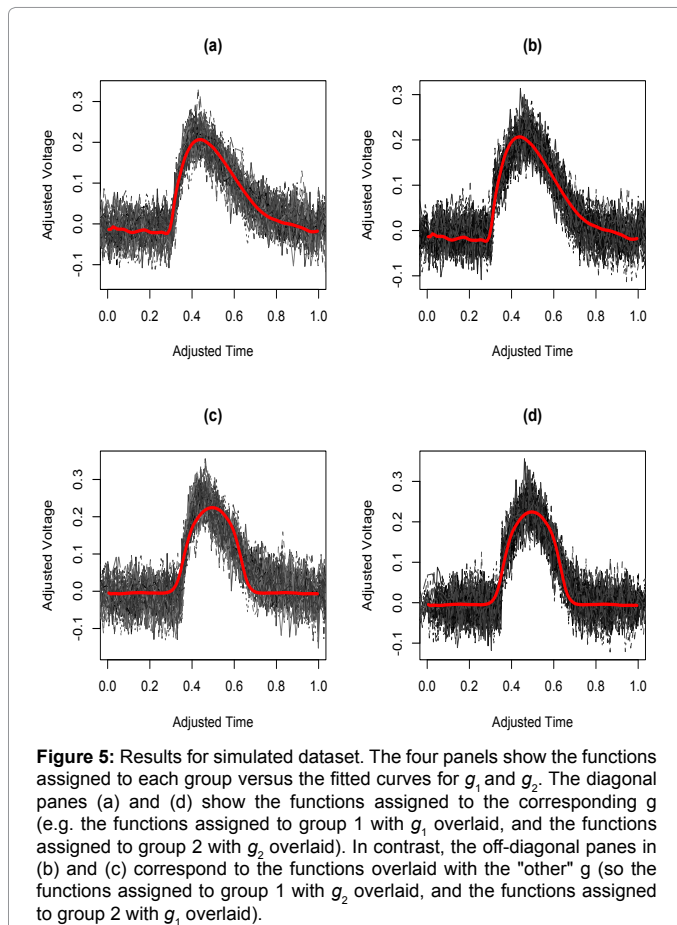 (a)
(b)
Adjusted Voltage
-0.1 0.0 0.1 0.2 0.3
0.0 0.2 0.4 0.6 0.8 1.0
Adjusted Time
Adjusted Voltage
-0.1 0.0 0.1 0.2 0.3
0.0 0.2 0.4 0.6 0.8 1.0
Adjusted Time
(c)
(d)
Adjusted Voltage
-0.1 0.0 0.1 0.2 0.3
0.0 0.2 0.4 0.6 0.8 1.0
Adjusted Time
Adjusted Voltage
-0.1 0.0 0.1 0.2 0.3
0.0 0.2 0.4 0.6 0.8 1.0
Adjusted Time
Figure 5: Results for simulated dataset. The four panels show the functions
assigned to each group versus the fitted curves for g₁ and g₂. The diagonal
panes (a) and (d) show the functions assigned to the corresponding g
(e.g. the functions assigned to group 1 with g₁ overlaid, and the functions
assigned to group 2 with g₂ overlaid). In contrast, the off-diagonal panes in
(b) and (c) correspond to the functions overlaid with the "other" g (so the
functions assigned to group 1 with g₂ overlaid, and the functions assigned
to group 2 with g₁ overlaid).